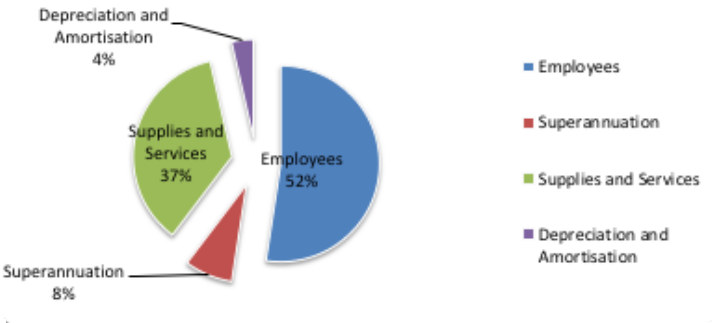 Depreciation and
Amortisation
4%
Supplies and
Services
37%
Employees
52%
Superannuation
8%
Employees
Superannuation
Supplies and Services
Depreciation and
Amortisation